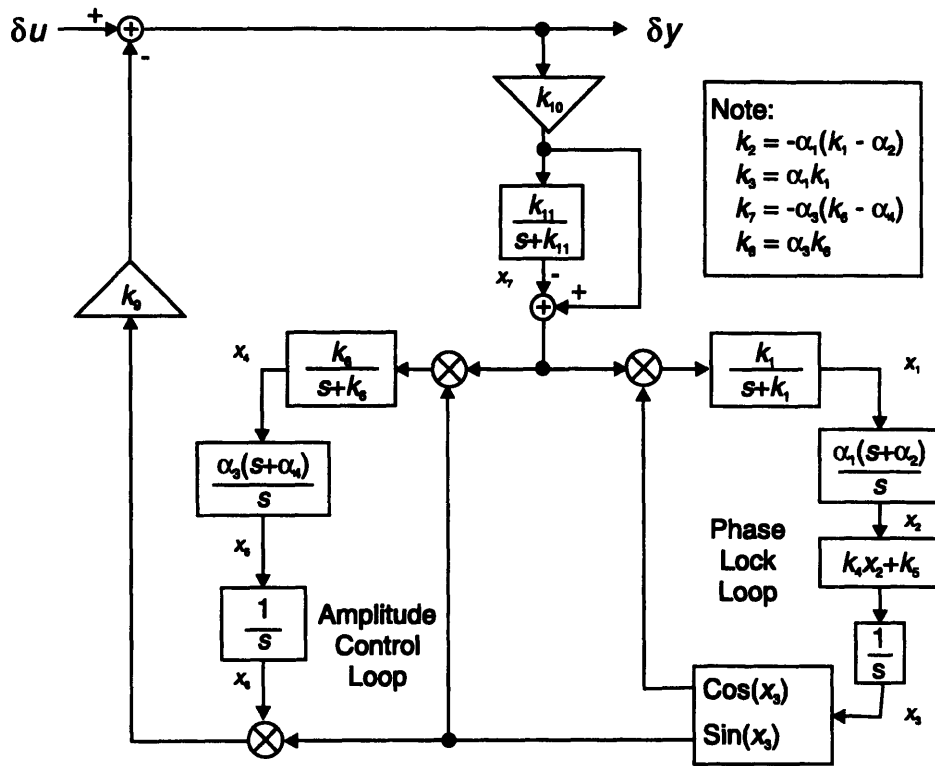 δu + + - δy
k₁₀
k₁₁
s+k₁₁
x₇ - +
+
Note:
k₂ = -α₁(k₁ - α₂)
k₃ = α₁k₁
k₇ = -α₃(k₆ - α₄)
k₈ = α₃k₆
k₉
x₄
k₆
s+k₆
k₁
s+k₁
x₁
α₃(s+α₄)
s
α₁(s+α₂)
s
x₂
x₅
k₄x₂+k₅
1
s
Amplitude
Control
Loop
x₆
Phase
Lock
Loop
1
s
x₃
Cos(x₃)
Sin(x₃)